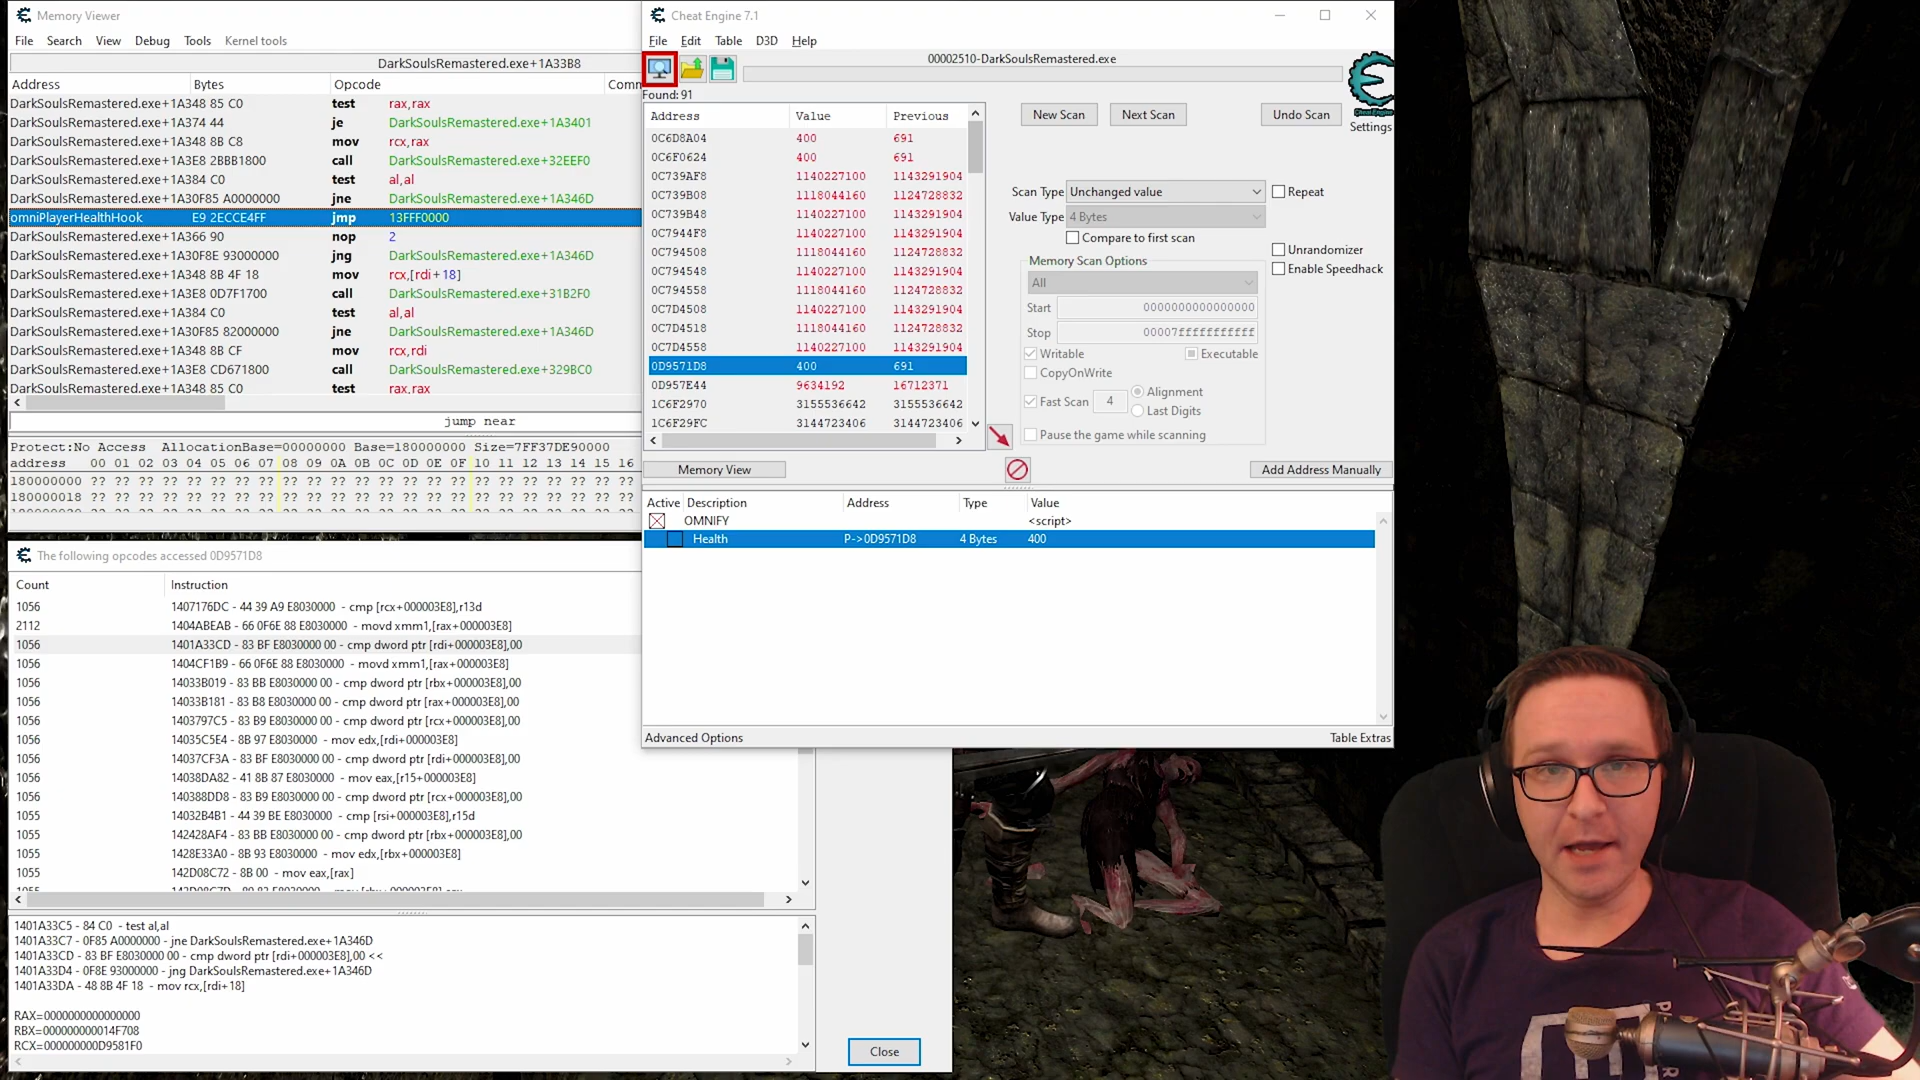 Memory Viewer
File Search View Debug Tools Kernel tools
DarkSoulsRemastered.exe+1A33B8
Address Bytes Opcode Comm
DarkSoulsRemastered.exe+1A348 85 C0 test rax,rax
DarkSoulsRemastered.exe+1A374 44 je DarkSoulsRemastered.exe+1A3401
DarkSoulsRemastered.exe+1A348 8B C8 mov rcx,rax
DarkSoulsRemastered.exe+1A3E8 2BBB1800 call DarkSoulsRemastered.exe+32EEF0
DarkSoulsRemastered.exe+1A384 C0 test al,al
DarkSoulsRemastered.exe+1A30F85 A0000000 jne DarkSoulsRemastered.exe+1A346D
omniPlayerHealthHook E9 2ECCE4FF jmp 13FFF0000
DarkSoulsRemastered.exe+1A366 90 nop 2
DarkSoulsRemastered.exe+1A30F8E 93000000 jng DarkSoulsRemastered.exe+1A346D
DarkSoulsRemastered.exe+1A348 8B 4F 18 mov rcx,[rdi+18]
DarkSoulsRemastered.exe+1A3E8 0D7F1700 call DarkSoulsRemastered.exe+31B2F0
DarkSoulsRemastered.exe+1A384 C0 test al,al
DarkSoulsRemastered.exe+1A30F85 82000000 jne DarkSoulsRemastered.exe+1A346D
DarkSoulsRemastered.exe+1A348 8B CF mov rcx,rdi
DarkSoulsRemastered.exe+1A3E8 CD671800 call DarkSoulsRemastered.exe+329BC0
DarkSoulsRemastered.exe+1A348 85 C0 test rax,rax
jump near
Protect:No Access AllocationBase=00000000 Base=180000000 Size=7FF37DE90000
address 00 01 02 03 04 05 06 07 08 09 0A 0B 0C 0D 0E 0F 10 11 12 13 14 15 16
180000000 ?? ?? ?? ?? ?? ?? ?? ?? ?? ?? ?? ?? ?? ?? ?? ?? ?? ?? ?? ?? ?? ?? ??
180000018 ?? ?? ?? ?? ?? ?? ?? ?? ?? ?? ?? ?? ?? ?? ?? ?? ?? ?? ?? ?? ?? ?? ??
The following opcodes accessed 0D9571D8
Count Instruction
1056 1407176DC - 44 39 A9 E8030000 - cmp [rcx+000003E8],r13d
2112 1404ABEAB - 66 0F6E 88 E8030000 - movd xmm1,[rax+000003E8]
1056 1401A33CD - 83 BF E8030000 00 - cmp dword ptr [rdi+000003E8],00
1056 1404CF1B9 - 66 0F6E 88 E8030000 - movd xmm1,[rax+000003E8]
1056 14033B019 - 83 BB E8030000 00 - cmp dword ptr [rbx+000003E8],00
1056 14033B181 - 83 B8 E8030000 00 - cmp dword ptr [rax+000003E8],00
1056 1403797C5 - 83 B9 E8030000 00 - cmp dword ptr [rcx+000003E8],00
1056 14035C5E4 - 8B 97 E8030000 - mov edx,[rdi+000003E8]
1056 14037CF3A - 83 BF E8030000 00 - cmp dword ptr [rdi+000003E8],00
1056 14038DA82 - 41 8B 87 E8030000 - mov eax,[r15+000003E8]
1056 140388DD8 - 83 B9 E8030000 00 - cmp dword ptr [rcx+000003E8],00
1055 14032B4B1 - 44 39 BE E8030000 - cmp [rsi+000003E8],r15d
1055 142428AF4 - 83 BB E8030000 00 - cmp dword ptr [rbx+000003E8],00
1055 1428E33A0 - 8B 93 E8030000 - mov edx,[rbx+000003E8]
1055 142D08C72 - 8B 00 - mov eax,[rax]
1401A33C5 - 84 C0 - test al,al
1401A33C7 - 0F85 A0000000 - jne DarkSoulsRemastered.exe+1A346D
1401A33CD - 83 BF E8030000 00 - cmp dword ptr [rdi+000003E8],00 <<
1401A33D4 - 0F8E 93000000 - jng DarkSoulsRemastered.exe+1A346D
1401A33DA - 48 8B 4F 18 - mov rcx,[rdi+18]
RAX=0000000000000000
RBX=000000000014F708
RCX=000000000D9581F0
Close
Cheat Engine 7.1
File Edit Table D3D Help
00002510-DarkSoulsRemastered.exe
Found: 91
Address Value Previous
0C6D8A04 400 691
0C6F0624 400 691
0C739AF8 1140227100 1143291904
0C739B08 1118044160 1124728832
0C739B48 1140227100 1143291904
0C7944F8 1140227100 1143291904
0C794508 1118044160 1124728832
0C794548 1140227100 1143291904
0C794558 1118044160 1124728832
0C7D4508 1140227100 1143291904
0C7D4518 1118044160 1124728832
0C7D4558 1140227100 1143291904
0D9571D8 400 691
0D957E44 9634192 16712371
1C6F2970 3155536642 3155536642
1C6F29FC 3144723406 3144723406
New Scan Next Scan Undo Scan
Settings
Scan Type Unchanged value Repeat
Value Type 4 Bytes
Compare to first scan
Unrandomizer
Enable Speedhack
Memory Scan Options
All
Start 0000000000000000
Stop 00007fffffffffff
Writable Executable
CopyOnWrite
Fast Scan 4 Alignment
Last Digits
Pause the game while scanning
Memory View
Add Address Manually
Active Description Address Type Value
OMNIFY <script>
Health P->0D9571D8 4 Bytes 400
Advanced Options Table Extras